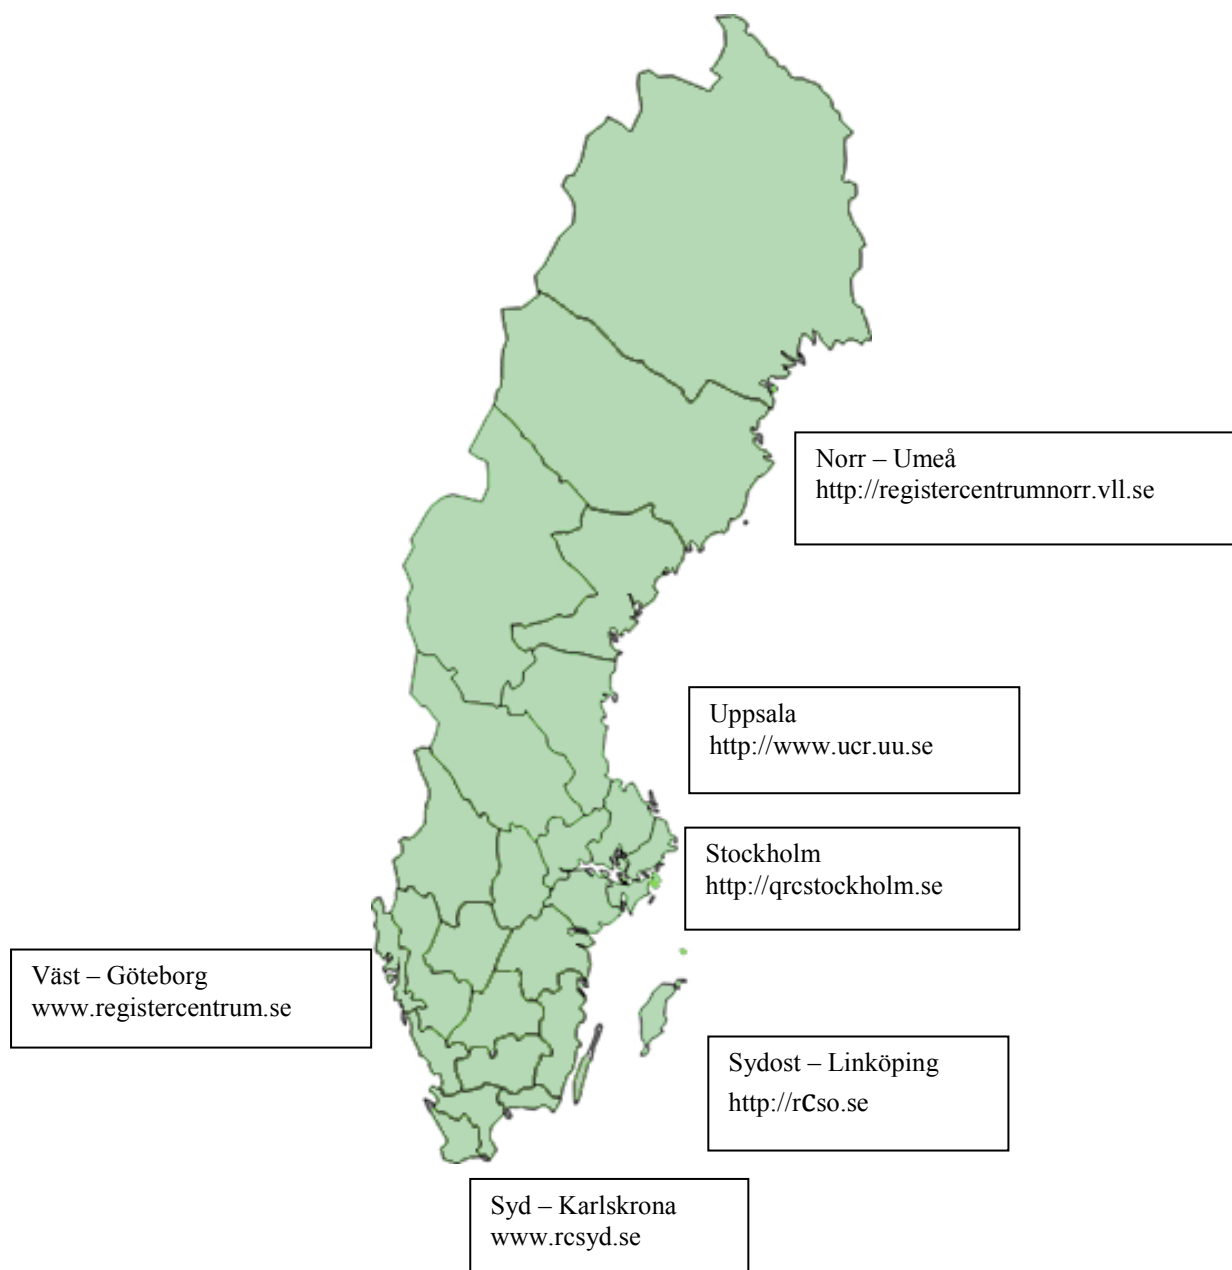 Norr – Umeå
http://registercentrumnorr.vll.se
Uppsala
http://www.ucr.uu.se
Stockholm
http://qrcstockholm.se
Väst – Göteborg
www.registercentrum.se
Sydost – Linköping
http://rcso.se
Syd – Karlskrona
www.rcsyd.se